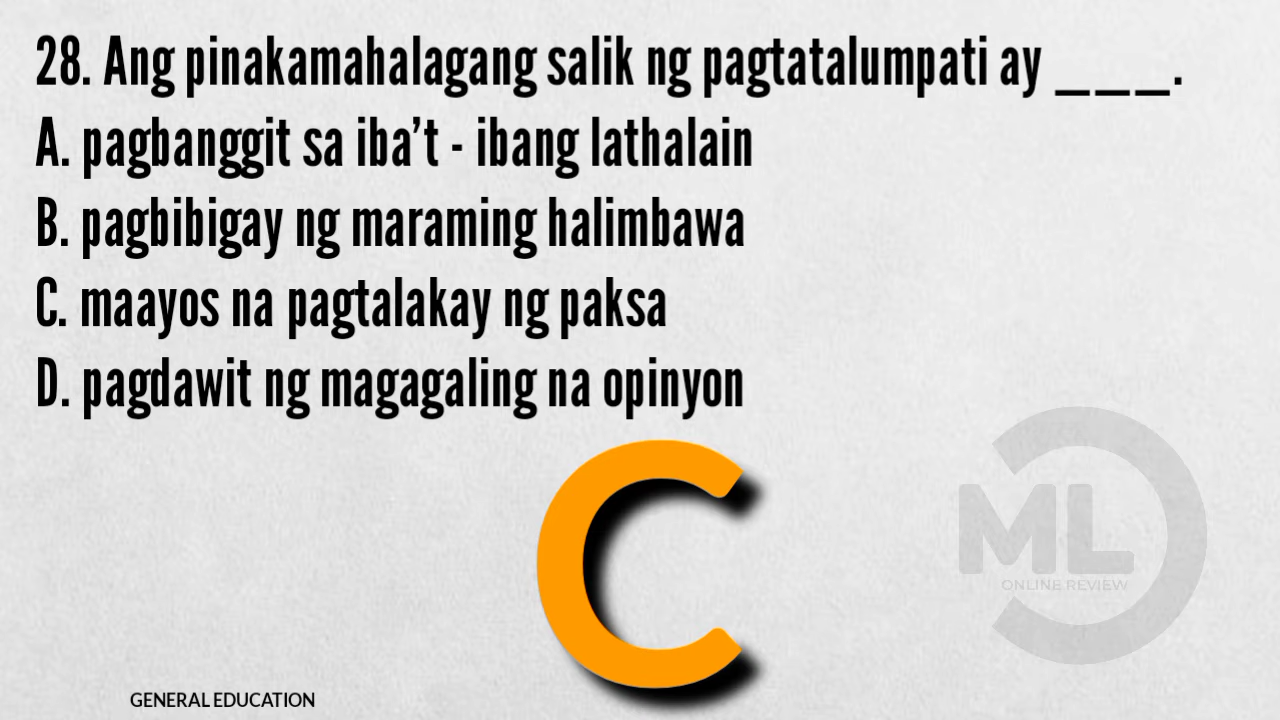 28. Ang pinakamahalagang salik ng pagtatalumpati ay ___.
A. pagbanggit sa iba’t - ibang lathalain
B. pagbibigay ng maraming halimbawa
C. maayos na pagtalakay ng paksa
D. pagdawit ng magagaling na opinyon
C
ML
ONLINE REVIEW
GENERAL EDUCATION